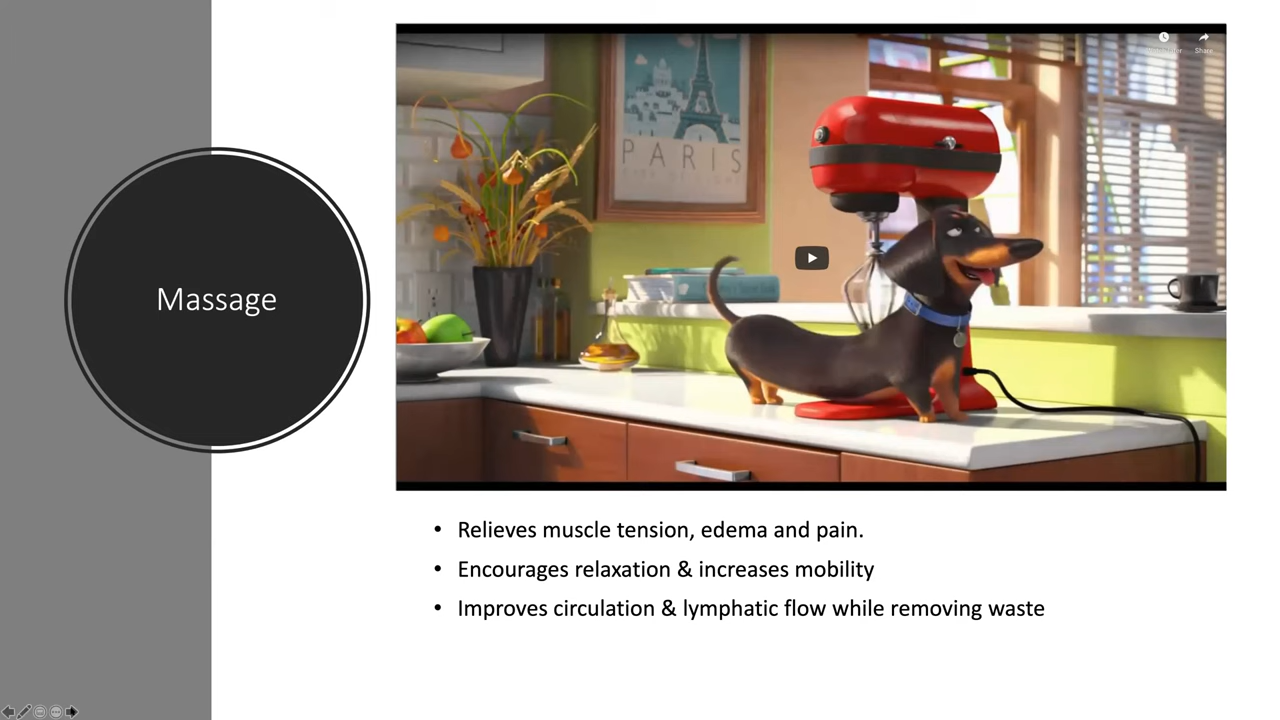 Massage
PARIS
Share
• Relieves muscle tension, edema and pain.
• Encourages relaxation & increases mobility
• Improves circulation & lymphatic flow while removing waste